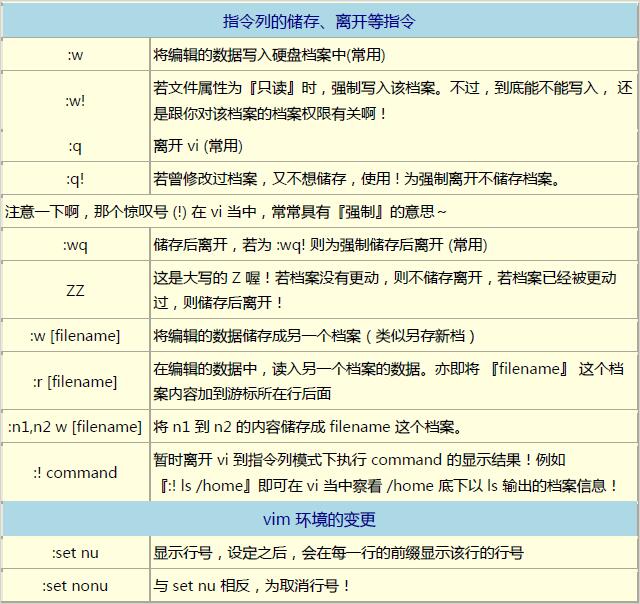 指令列的储存、离开等指令
:w
将编辑的数据写入硬盘档案中(常用)
:w!
若文件属性为『只读』时，强制写入该档案。不过，到底能不能写入， 还
是跟你对该档案的档案权限有关啊！
:q
离开 vi (常用)
:q!
若曾修改过档案，又不想储存，使用 ! 为强制离开不储存档案。
注意一下啊，那个惊叹号 (!) 在 vi 当中，常常具有『强制』的意思～
:wq
储存后离开，若为 :wq! 则为强制储存后离开 (常用)
ZZ
这是大写的 Z 喔！若档案没有更动，则不储存离开，若档案已经被更动
过，则储存后离开！
:w [filename]
将编辑的数据储存成另一个档案（类似另存新档）
:r [filename]
在编辑的数据中，读入另一个档案的数据。亦即将 『filename』 这个档
案内容加到游标所在行后面
:n1,n2 w [filename]
将 n1 到 n2 的内容储存成 filename 这个档案。
:! command
暂时离开 vi 到指令列模式下执行 command 的显示结果！例如
『:! ls /home』即可在 vi 当中察看 /home 底下以 ls 输出的档案信息！
vim 环境的变更
:set nu
显示行号，设定之后，会在每一行的前缀显示该行的行号
:set nonu
与 set nu 相反，为取消行号！